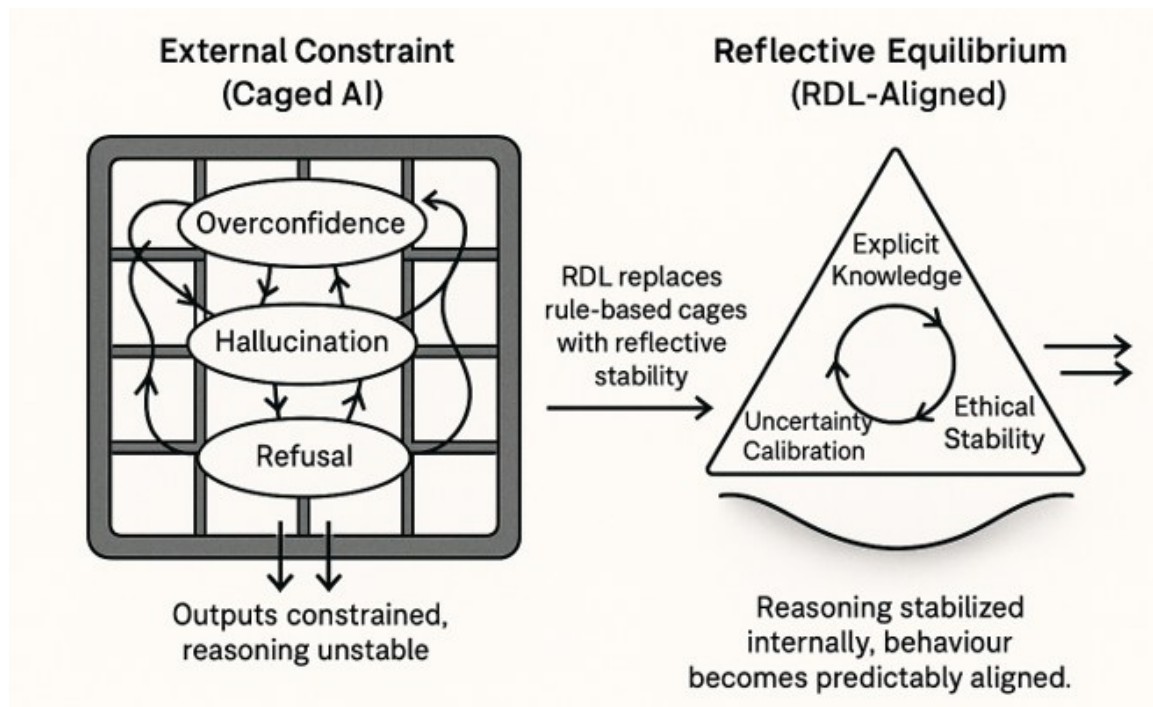 External Constraint
(Caged AI)
Overconfidence
Hallucination
Refusal
Outputs constrained,
reasoning unstable
RDL replaces
rule-based cages
with reflective
stability
Reflective Equilibrium
(RDL-Aligned)
Explicit
Knowledge
Uncertainty
Calibration
Ethical
Stability
Reasoning stabilized
internally, behaviour
becomes predictably aligned.